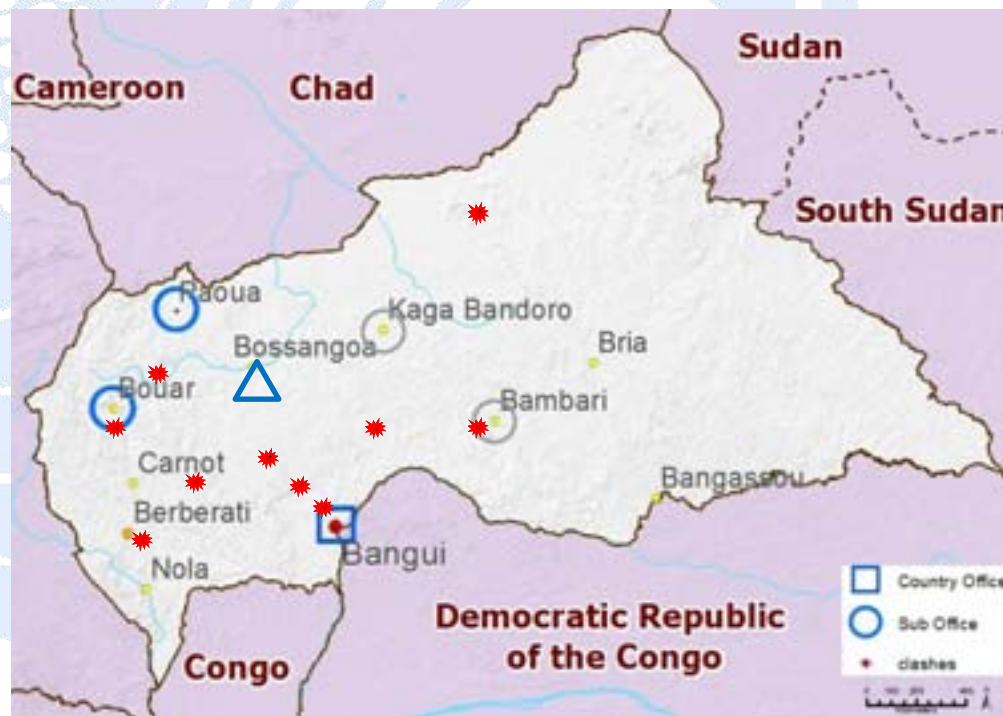 Sudan
Cameroon
Chad
South Sudan
Paoua
Kaga Bandoro
Bossangoa
Bria
Bouar
Bambari
Carnot
Bangassou
Berberati
Bangui
Nola
Country Office
Democratic Republic
of the Congo
Sub Office
Congo
clashes